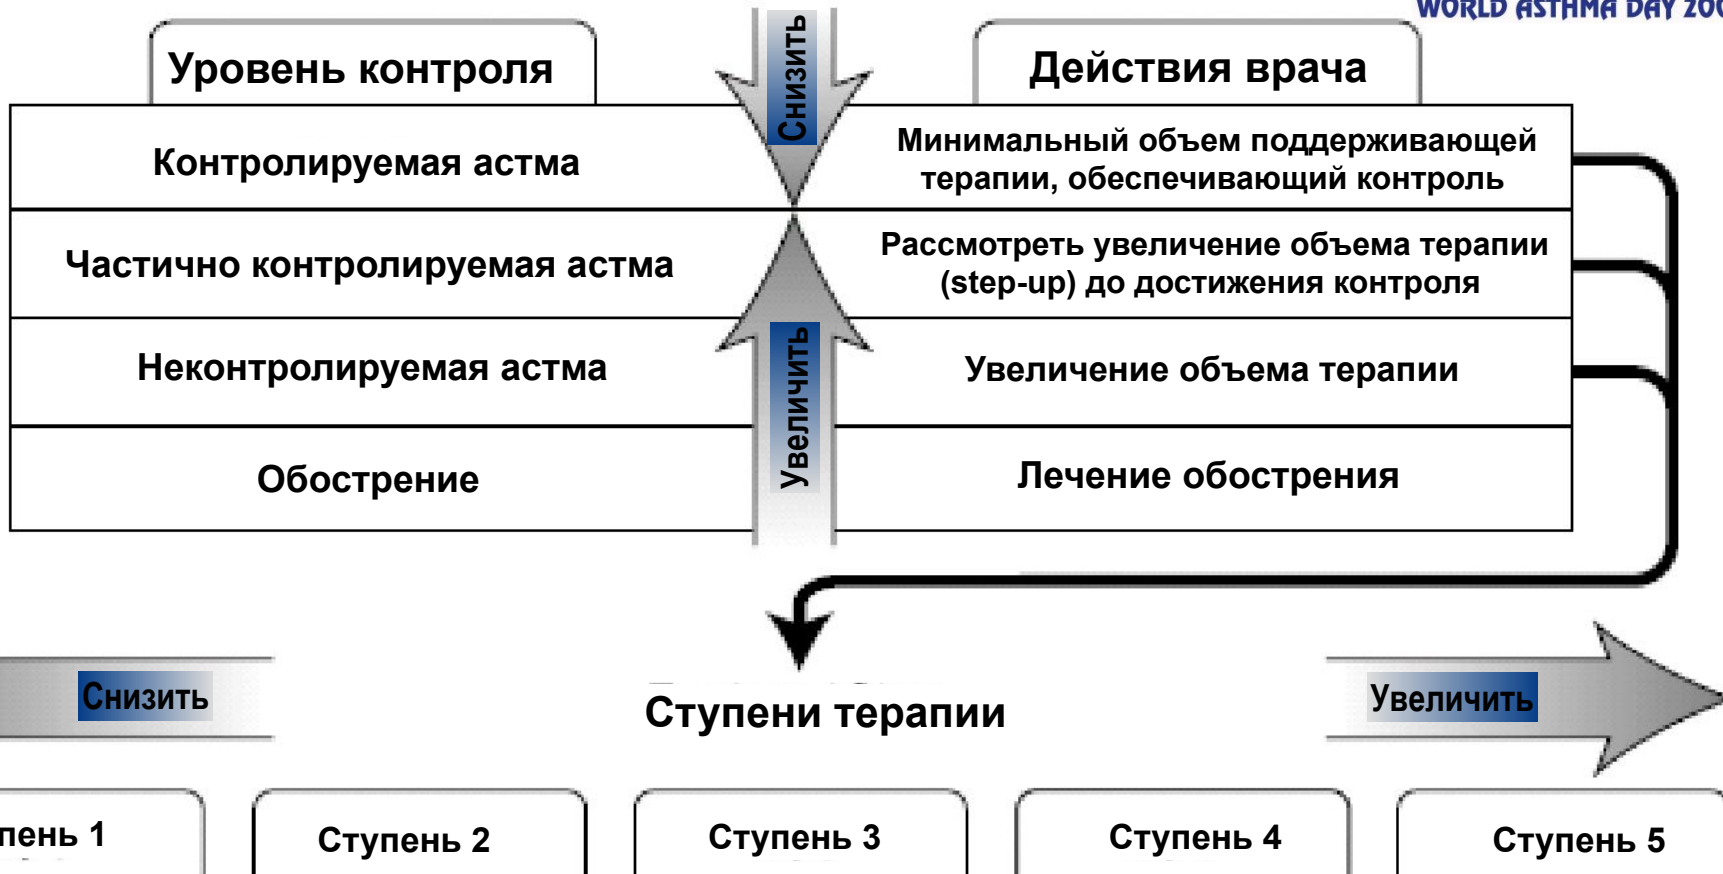 WORLD ASTHMA DAY 200
Уровень контроля
Снизить
Действия врача
Контролируемая астма
Минимальный объем поддерживающей
терапии, обеспечивающий контроль
Частично контролируемая астма
Рассмотреть увеличение объема терапии
(step-up) до достижения контроля
Неконтролируемая астма
Увеличить
Увеличение объема терапии
Обострение
Лечение обострения
Снизить
Ступени терапии
Увеличить
пень 1
Ступень 2
Ступень 3
Ступень 4
Ступень 5